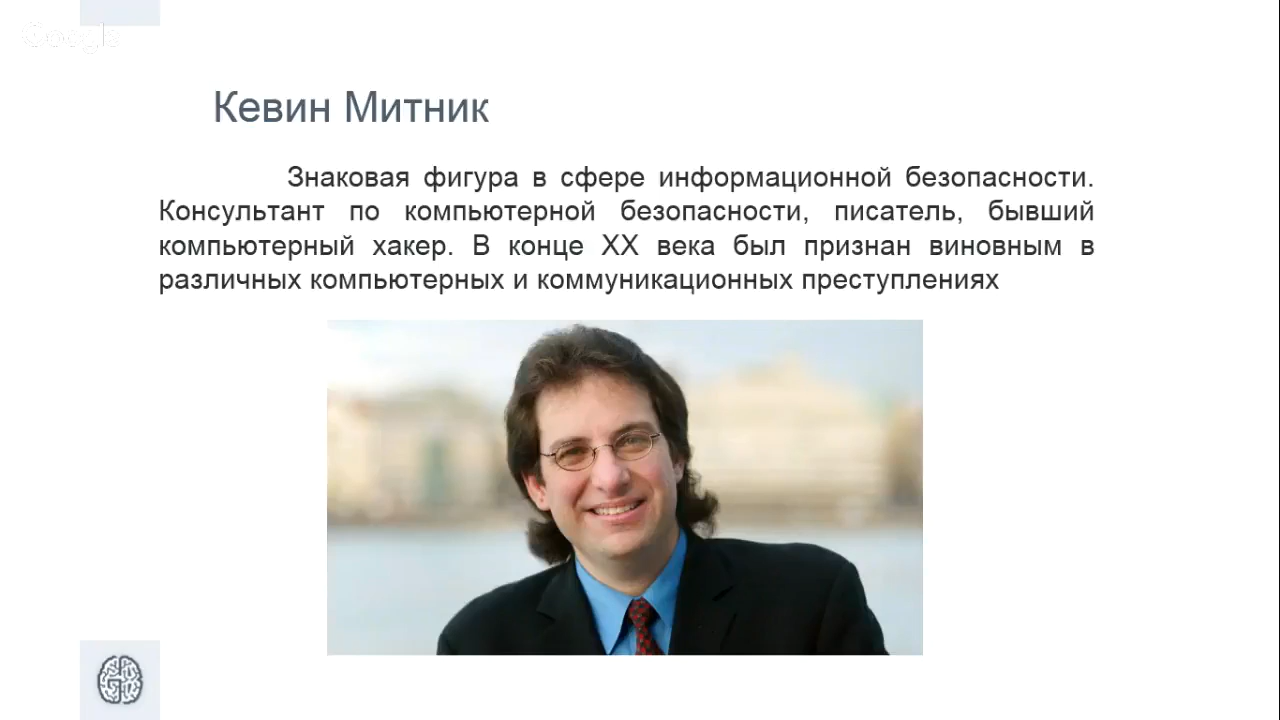 Google
Кевин Митник
Знаковая фигура в сфере информационной безопасности.
Консультант по компьютерной безопасности, писатель, бывший
компьютерный хакер. В конце XX века был признан виновным в
различных компьютерных и коммуникационных преступлениях